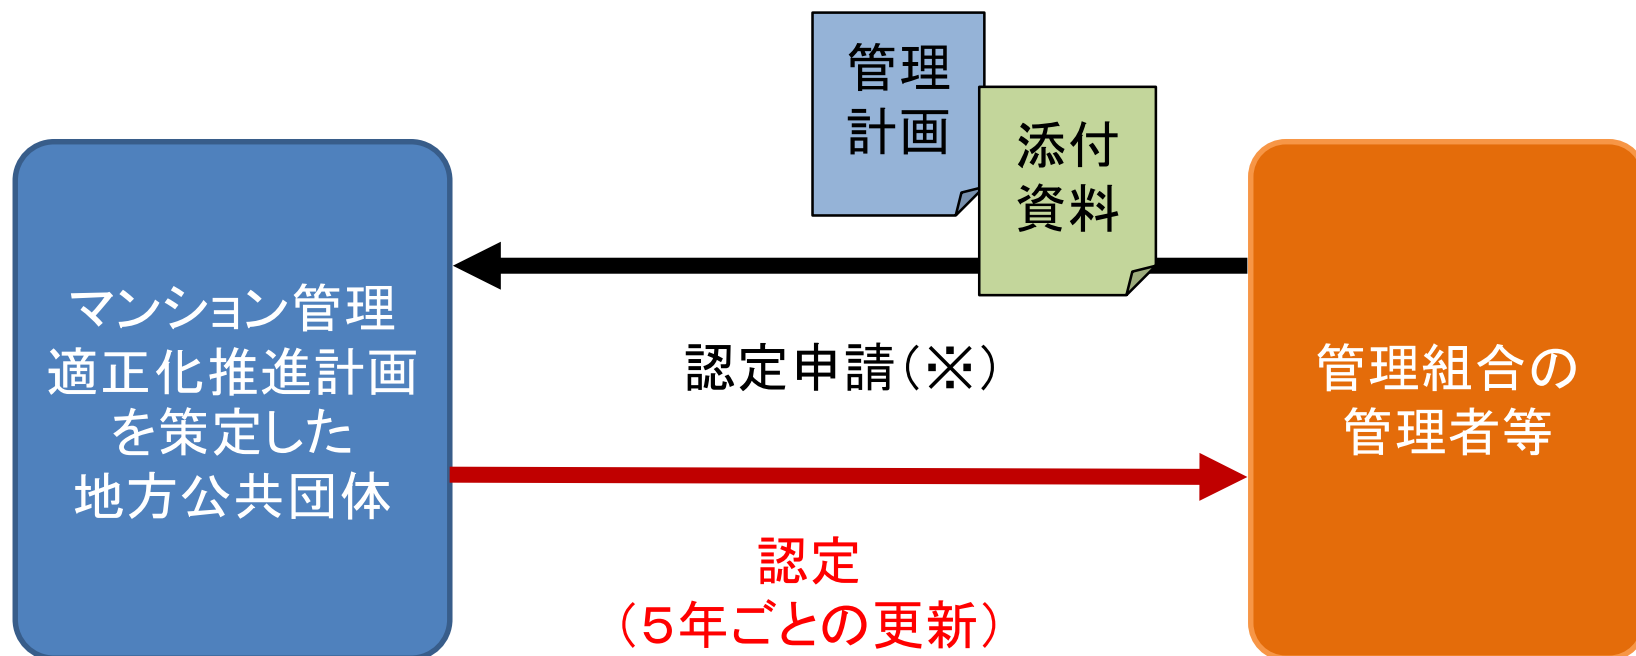 管理
計画
添付
資料
マンション管理
適正化推進計画
を策定した
地方公共団体
認定申請(※)
管理組合の
管理者等
認定
(5年ごとの更新)